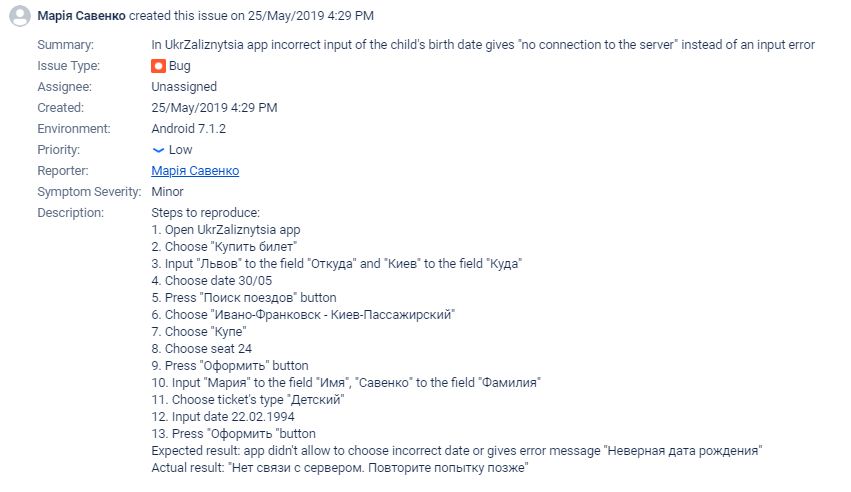 Марія Савенко created this issue on 25/May/2019 4:29 PM
Summary: In UkrZaliznytsia app incorrect input of the child's birth date gives "no connection to the server" instead of an input error
Issue Type: Bug
Assignee: Unassigned
Created: 25/May/2019 4:29 PM
Environment: Android 7.1.2
Priority: Low
Reporter: Марія Савенко
Symptom Severity: Minor
Description: Steps to reproduce:
1. Open UkrZaliznytsia app
2. Choose "Купить билет"
3. Input "Львов" to the field "Откуда" and "Киев" to the field "Куда"
4. Choose date 30/05
5. Press "Поиск поездов" button
6. Choose "Ивано-Франковск - Киев-Пассажирский"
7. Choose "Купе"
8. Choose seat 24
9. Press "Оформить" button
10. Input "Мария" to the field "Имя", "Савенко" to the field "Фамилия"
11. Choose ticket's type "Детский"
12. Input date 22.02.1994
13. Press "Оформить "button
Expected result: app didn't allow to choose incorrect date or gives error message "Неверная дата рождения"
Actual result: "Нет связи с сервером. Повторите попытку позже"